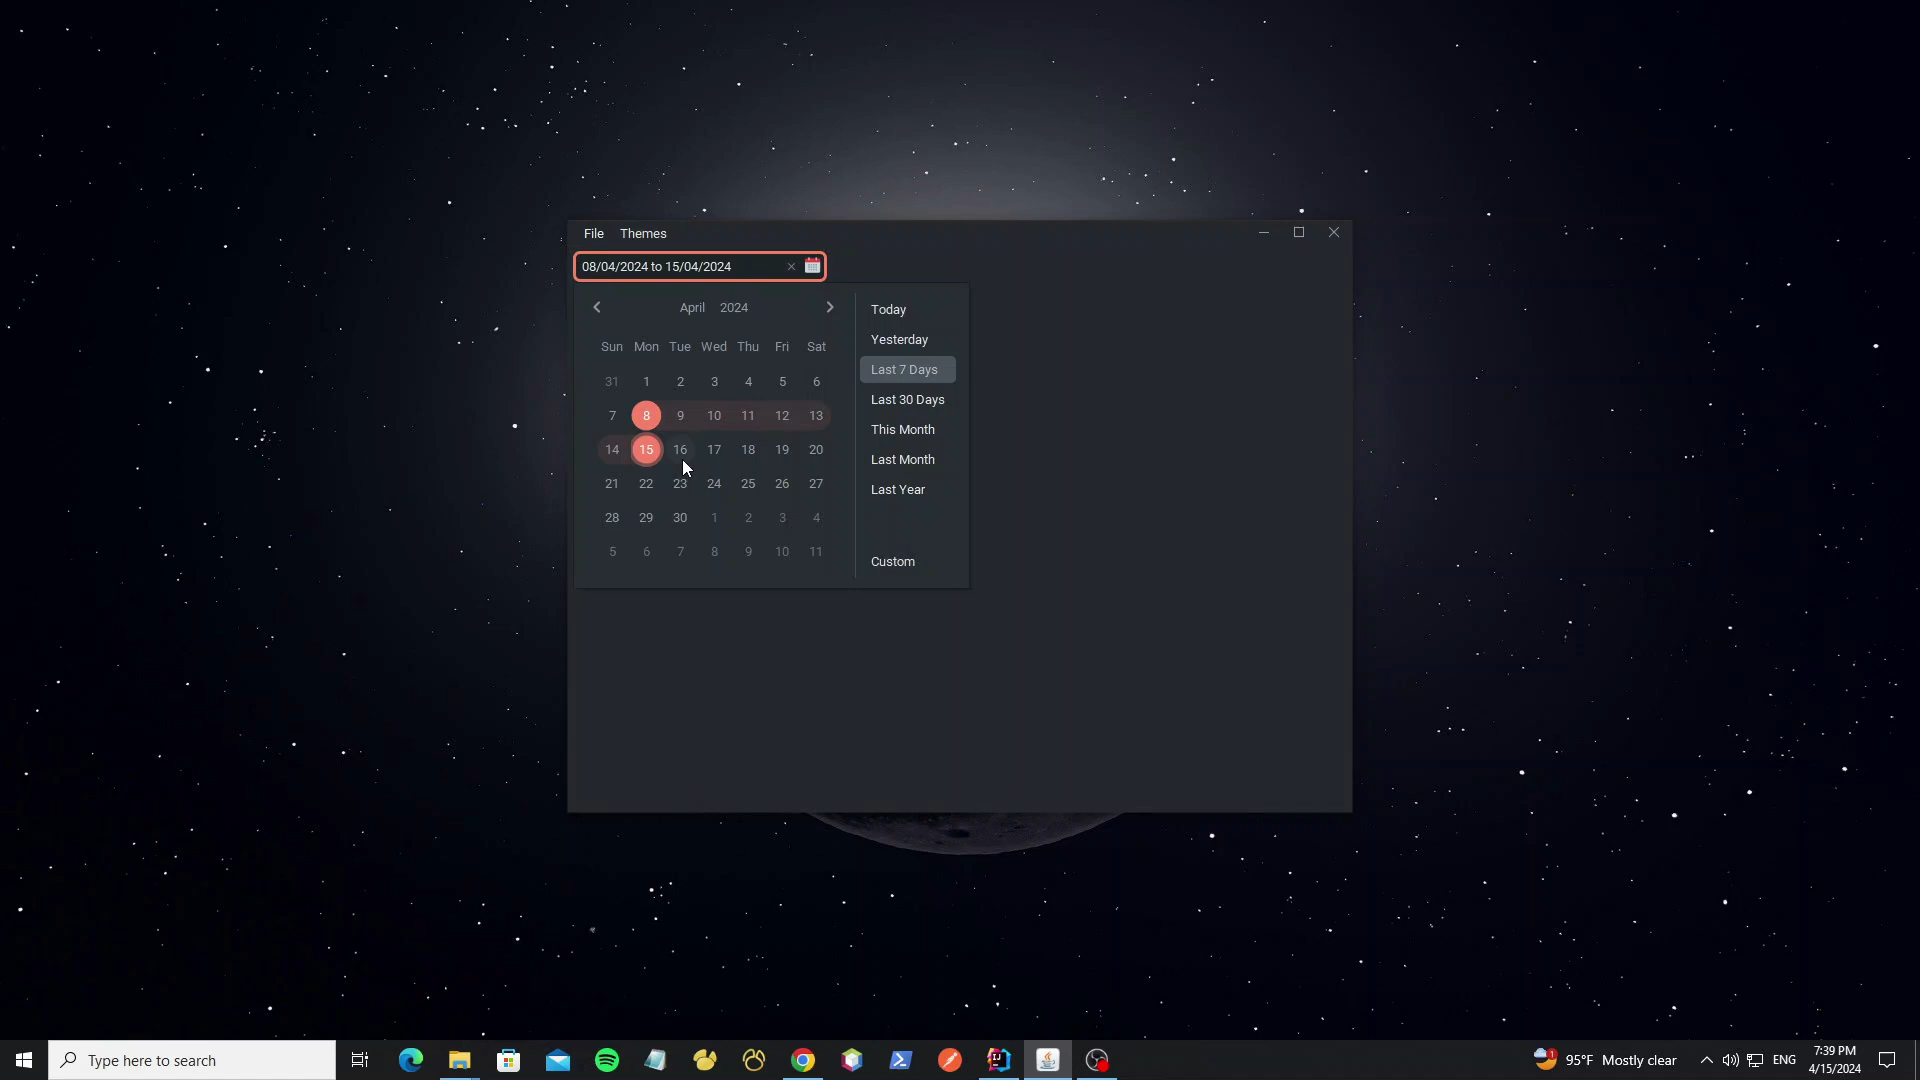 File Themes
08/04/2024 to 15/04/2024
April 2024
Sun Mon Tue Wed Thu Fri Sat
31 1 2 3 4 5 6
7 8 9 10 11 12 13
14 15 16 17 18 19 20
21 22 23 24 25 26 27
28 29 30 1 2 3 4
5 6 7 8 9 10 11
Today
Yesterday
Last 7 Days
Last 30 Days
This Month
Last Month
Last Year
Custom
Type here to search
1
95°F Mostly clear
ENG
7:39 PM
4/15/2024